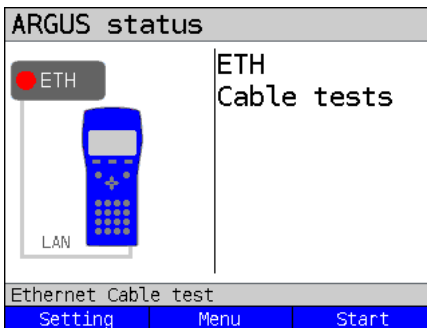 ARGUS status
ETH
ETH
Cable tests
LAN
Ethernet Cable test
Setting Menu Start